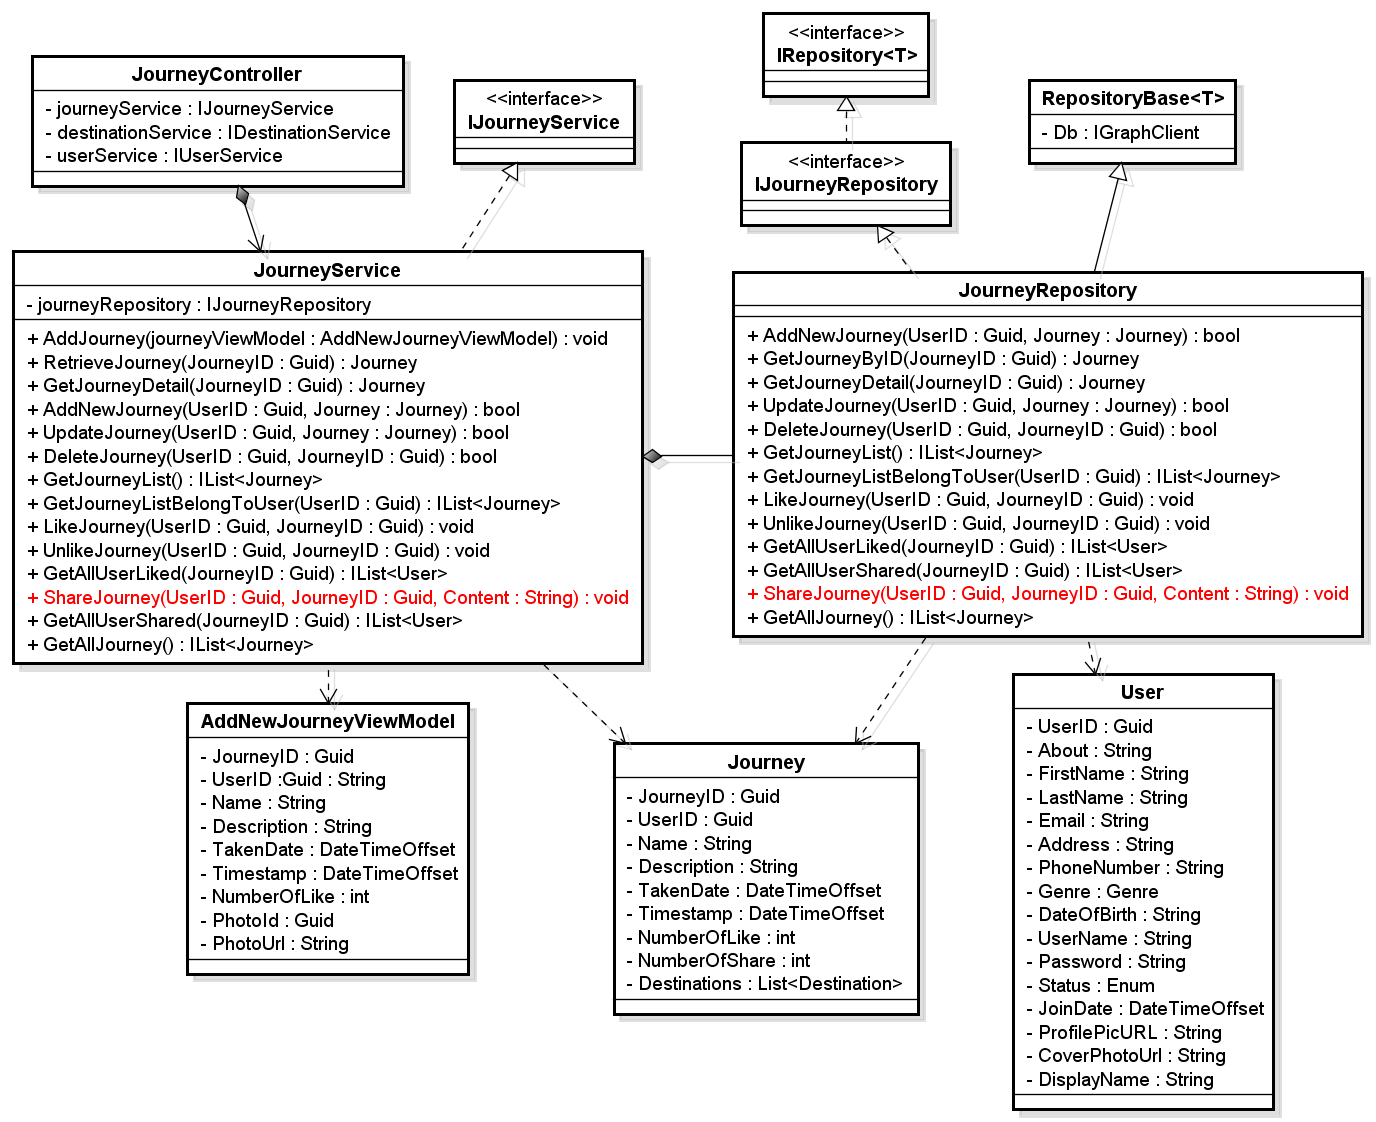 JourneyController
- journeyService : IJourneyService
- destinationService : IDestinationService
- userService : IUserService
<<interface>>
IJourneyService
<<interface>>
IRepository<T>
<<interface>>
IJourneyRepository
RepositoryBase<T>
- Db : IGraphClient
JourneyService
- journeyRepository : IJourneyRepository
+ AddJourney(journeyViewModel : AddNewJourneyViewModel) : void
+ RetrieveJourney(JourneyID : Guid) : Journey
+ GetJourneyDetail(JourneyID : Guid) : Journey
+ AddNewJourney(UserID : Guid, Journey : Journey) : bool
+ UpdateJourney(UserID : Guid, Journey : Journey) : bool
+ DeleteJourney(UserID : Guid, JourneyID : Guid) : bool
+ GetJourneyList() : IList<Journey>
+ GetJourneyListBelongToUser(UserID : Guid) : IList<Journey>
+ LikeJourney(UserID : Guid, JourneyID : Guid) : void
+ UnlikeJourney(UserID : Guid, JourneyID : Guid) : void
+ GetAllUserLiked(JourneyID : Guid) : IList<User>
+ ShareJourney(UserID : Guid, JourneyID : Guid, Content : String) : void
+ GetAllUserShared(JourneyID : Guid) : IList<User>
+ GetAllJourney() : IList<Journey>
JourneyRepository
+ AddNewJourney(UserID : Guid, Journey : Journey) : bool
+ GetJourneyByID(JourneyID : Guid) : Journey
+ GetJourneyDetail(JourneyID : Guid) : Journey
+ UpdateJourney(UserID : Guid, Journey : Journey) : bool
+ DeleteJourney(UserID : Guid, JourneyID : Guid) : bool
+ GetJourneyList() : IList<Journey>
+ GetJourneyListBelongToUser(UserID : Guid) : IList<Journey>
+ LikeJourney(UserID : Guid, JourneyID : Guid) : void
+ UnlikeJourney(UserID : Guid, JourneyID : Guid) : void
+ GetAllUserLiked(JourneyID : Guid) : IList<User>
+ GetAllUserShared(JourneyID : Guid) : IList<User>
+ ShareJourney(UserID : Guid, JourneyID : Guid, Content : String) : void
+ GetAllJourney() : IList<Journey>
AddNewJourneyViewModel
- JourneyID : Guid
- UserID :Guid : String
- Name : String
- Description : String
- TakenDate : DateTimeOffset
- Timestamp : DateTimeOffset
- NumberOfLike : int
- PhotoId : Guid
- PhotoUrl : String
Journey
- JourneyID : Guid
- UserID : Guid
- Name : String
- Description : String
- TakenDate : DateTimeOffset
- Timestamp : DateTimeOffset
- NumberOfLike : int
- NumberOfShare : int
- Destinations : List<Destination>
User
- UserID : Guid
- About : String
- FirstName : String
- LastName : String
- Email : String
- Address : String
- PhoneNumber : String
- Genre : Genre
- DateOfBirth : String
- UserName : String
- Password : String
- Status : Enum
- JoinDate : DateTimeOffset
- ProfilePicURL : String
- CoverPhotoUrl : String
- DisplayName : String